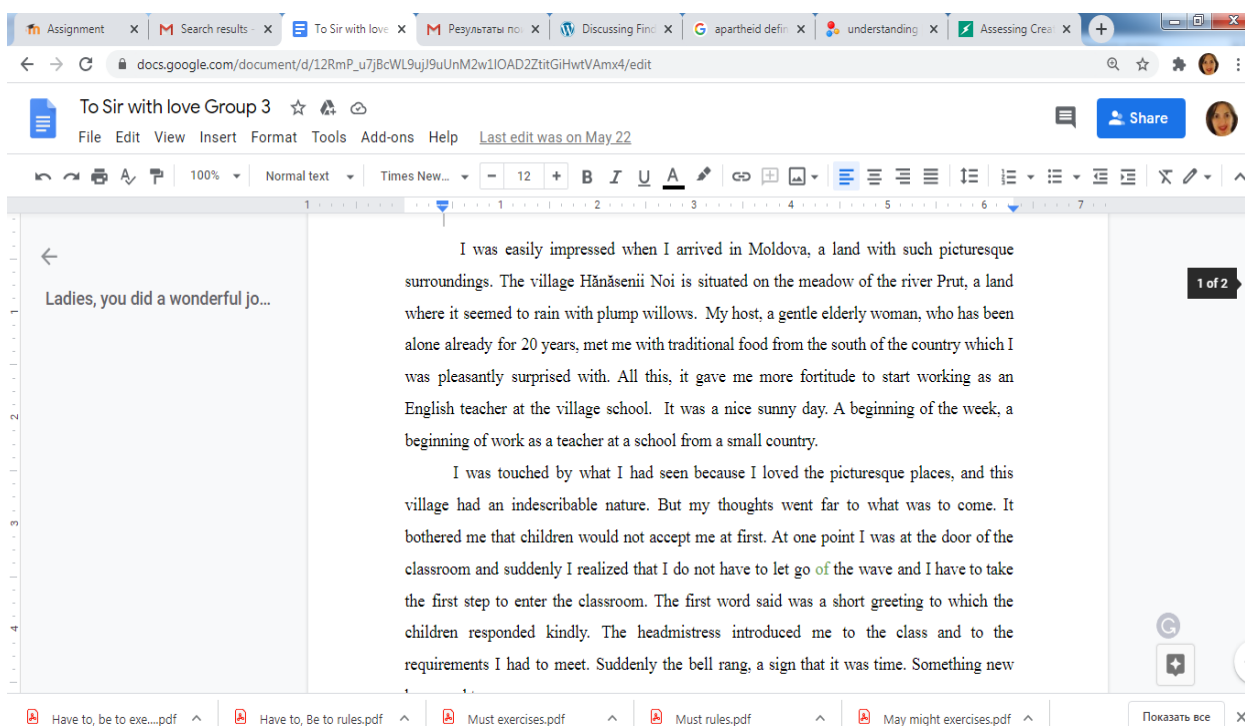 Assignment
Search results -
To Sir with love
Результаты по
Discussing Find
apartheid defin
understanding
Assessing Crea
docs.google.com/document/d/12RmP_u7jBcWL9ujJ9uUnM2w1IOAD2ZtitGiHwtVAmx4/edit
To Sir with love Group 3
File Edit View Insert Format Tools Add-ons Help Last edit was on May 22
Share
100% Normal text Times New... - 12 + B I U A
1 1 2 3 4 5 6 7
I was easily impressed when I arrived in Moldova, a land with such picturesque
surroundings. The village Hănăsenii Noi is situated on the meadow of the river Prut, a land
where it seemed to rain with plump willows. My host, a gentle elderly woman, who has been
alone already for 20 years, met me with traditional food from the south of the country which I
was pleasantly surprised with. All this, it gave me more fortitude to start working as an
English teacher at the village school. It was a nice sunny day. A beginning of the week, a
beginning of work as a teacher at a school from a small country.
I was touched by what I had seen because I loved the picturesque places, and this
village had an indescribable nature. But my thoughts went far to what was to come. It
bothered me that children would not accept me at first. At one point I was at the door of the
classroom and suddenly I realized that I do not have to let go of the wave and I have to take
the first step to enter the classroom. The first word said was a short greeting to which the
children responded kindly. The headmistress introduced me to the class and to the
requirements I had to meet. Suddenly the bell rang, a sign that it was time. Something new
Ladies, you did a wonderful jo...
1 of 2
1
2
3
4
Have to, be to exe....pdf
Have to, Be to rules.pdf
Must exercises.pdf
Must rules.pdf
May might exercises.pdf
Показать все